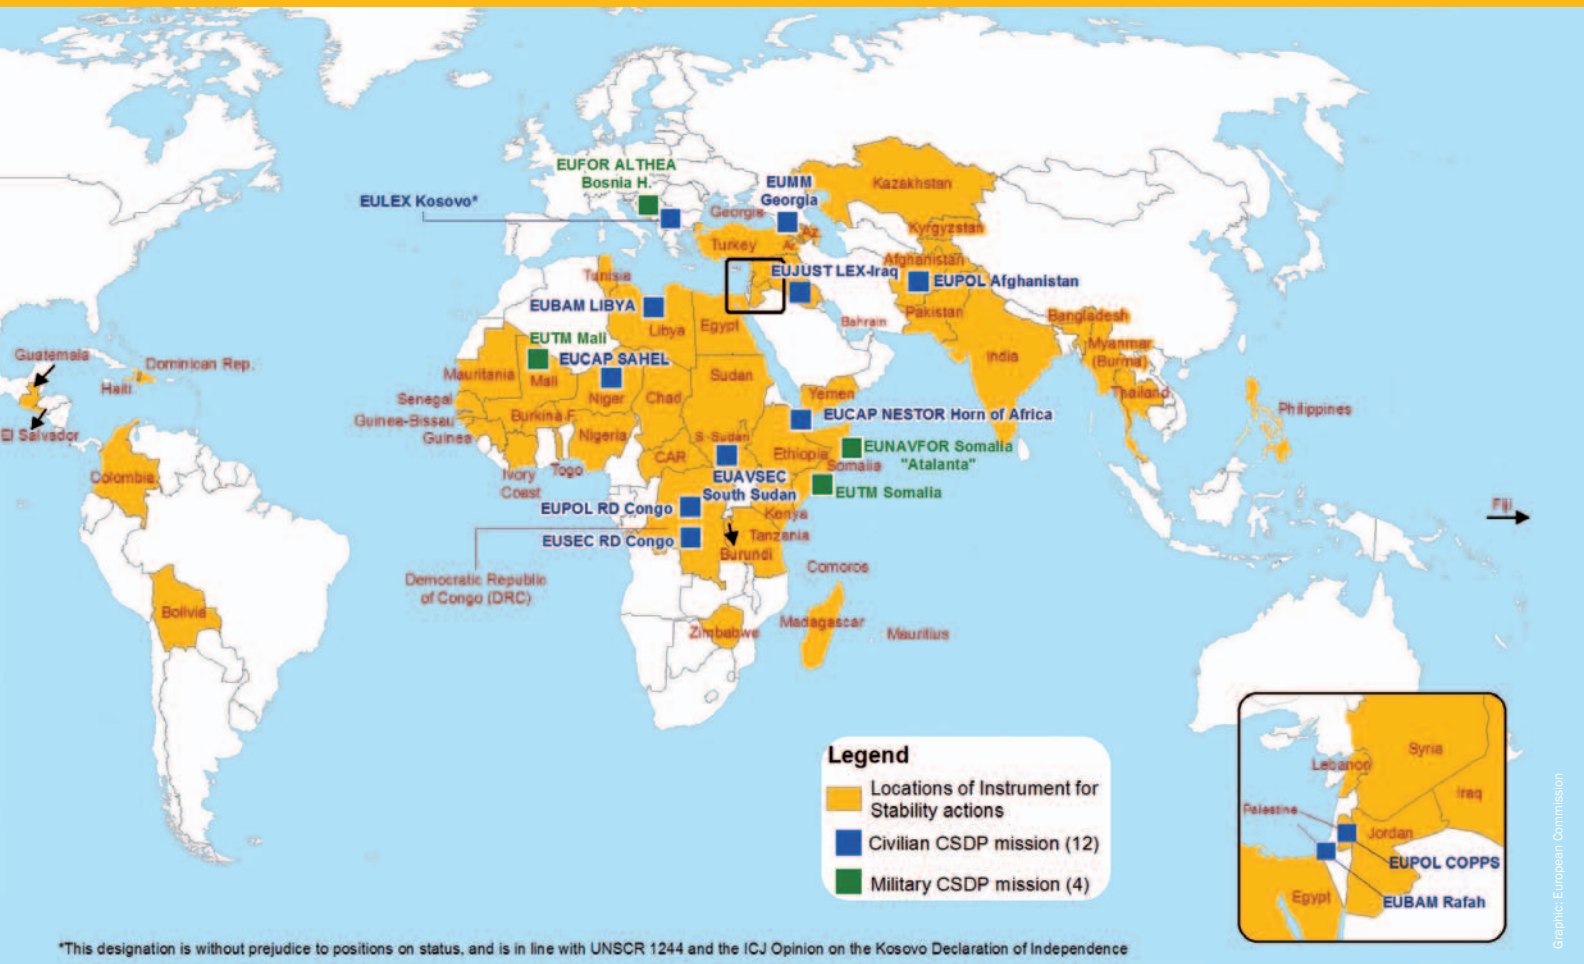 EUFOR ALTHEA
Bosnia H.
EULEX Kosovo*
EUMM
Georgia
Georgia
Kazakhstan
Az.
Kyrgyzstan
Turkey
Ar.
Afghanistan
Tunisia
EUJUST LEX-Iraq
EUPOL Afghanistan
EUBAM LIBYA
Libya
Egypt
Bahrain
Pakistan
Bangladesh
EUTM Mali
EUCAP SAHEL
India
Myanmar
(Burma)
Guatemala
Dominican Rep.
Haiti
Mauritania
Mali
Niger
Chad
Sudan
Yemen
Thailand
Senegal
Guinea-Bissau
Guinea
Burkina F.
Nigeria
EUCAP NESTOR Horn of Africa
Philippines
El Salvador
S-Sudan
CAR
Ethiopia
Somalia
EUNAVFOR Somalia
"Atalanta"
Colombia
Ivory
Coast
Togo
EUAVSEC
South Sudan
EUTM Somalia
EUPOL RD Congo
Kenya
Fiji
EUSEC RD Congo
Tanzania
Burundi
Democratic Republic
of Congo (DRC)
Comoros
Bolivia
Zimbabwe
Madagascar
Mauritius
Legend
Locations of Instrument for
Stability actions
Civilian CSDP mission (12)
Military CSDP mission (4)
Syria
Lebanon
Iraq
Palestine
Jordan
EUPOL COPPS
Egypt
EUBAM Rafah
Graphic: European Commission
*This designation is without prejudice to positions on status, and is in line with UNSCR 1244 and the ICJ Opinion on the Kosovo Declaration of Independence